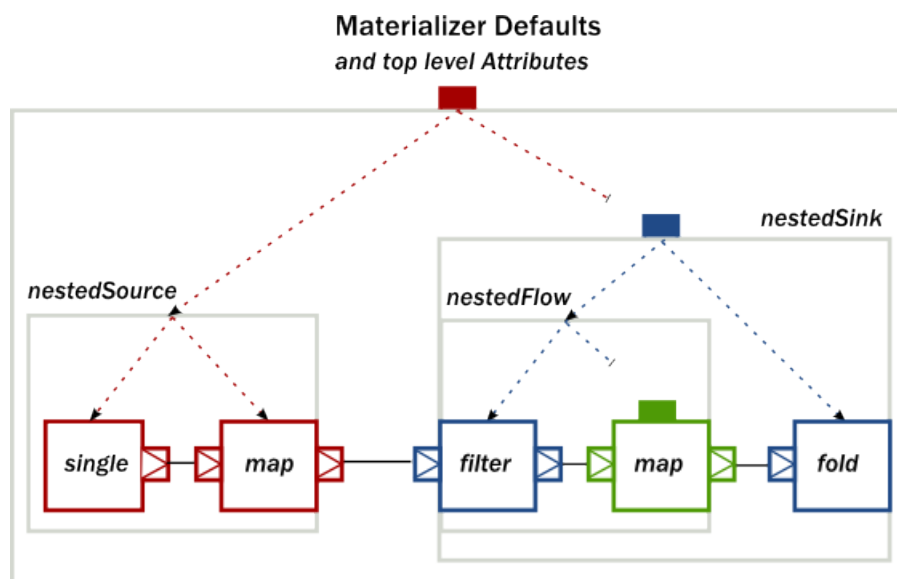 Materializer Defaults
and top level Attributes
nestedSink
nestedSource
nestedFlow
single
map
filter
map
fold